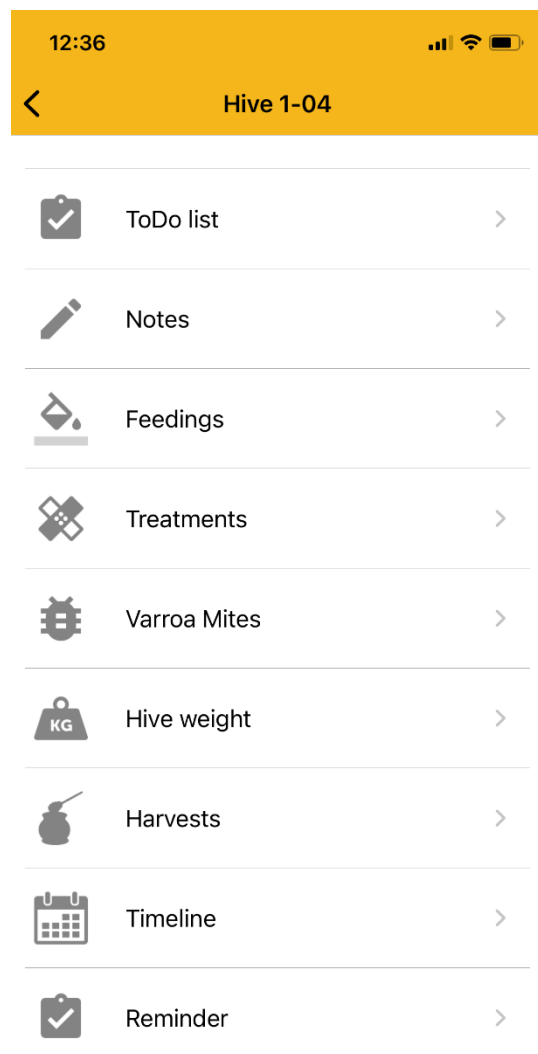 12:36
Hive 1-04
ToDo list
Notes
Feedings
Treatments
Varroa Mites
KG
Hive weight
Harvests
Timeline
Reminder